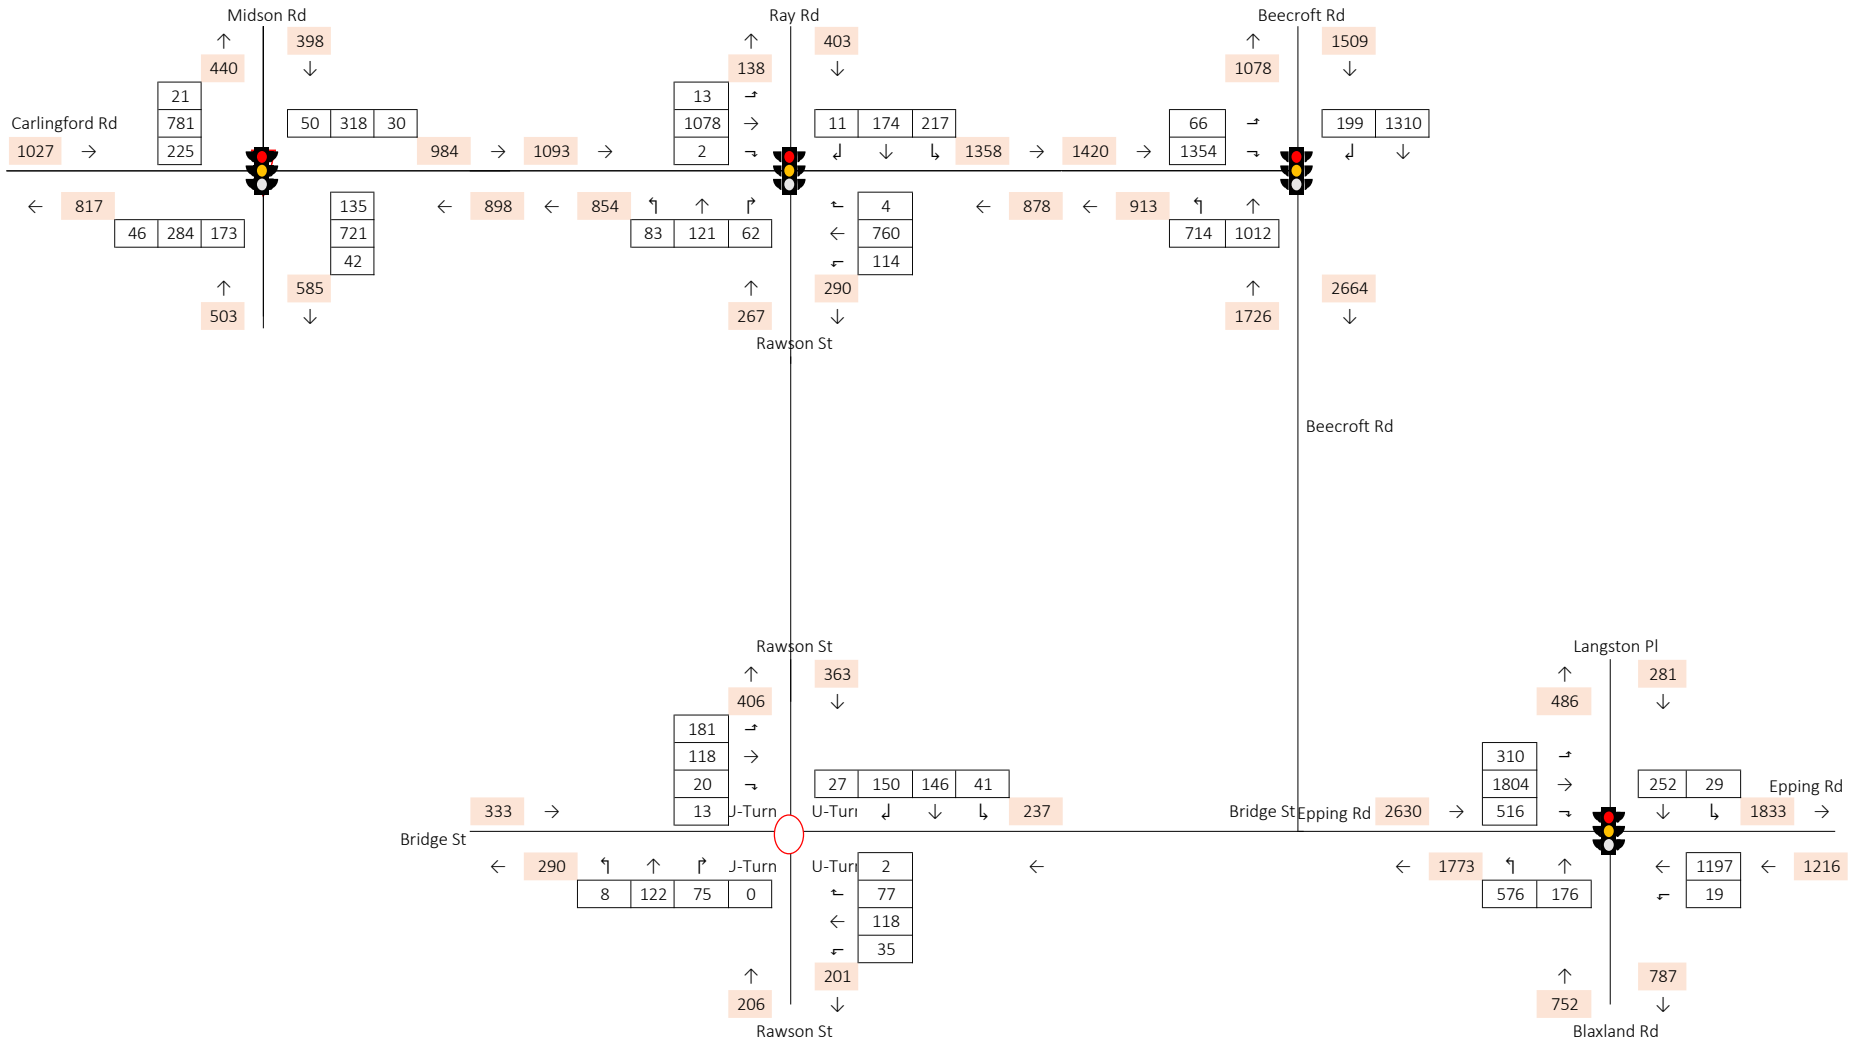 Midson Rd Ray Rd Beecroft Rd
↑ 398 ↑ 403 ↑ 1509
440 ↓ 138 ↓ 1078 ↓
21 13
Carlingford Rd 781 50 318 30 1078 → 11 174 217 66 199 1310
1027 → 225 984 → 1093 → 2 1358 → 1420 → 1354 ↓
← 817 135 ← 898 ← 854 ↑ 4 ← 878 ← 913 ↑
46 284 173 721 83 121 62 ← 760 714 1012
42 114
↑ 585 ↑ 290 ↑ 2664
503 ↓ 267 ↓ 1726 ↓
Rawson St
Beecroft Rd
Rawson St Langston Pl
↑ 363 ↑ 281
406 ↓ 486 ↓
181
118 → 310
20 27 150 146 41 1804 → 252 29 Epping Rd
333 → 13 U-Turn U-Turn 237 Bridge St Epping Rd 2630 → 516 1833 →
Bridge St
← 290 ↑ U-Turn U-Turn 2 ← ← 1773 ↑ ← 1197 ← 1216
8 122 75 0 77 576 176 19
← 118
35
↑ 201 ↑ 787
206 ↓ 752 ↓
Rawson St Blaxland Rd